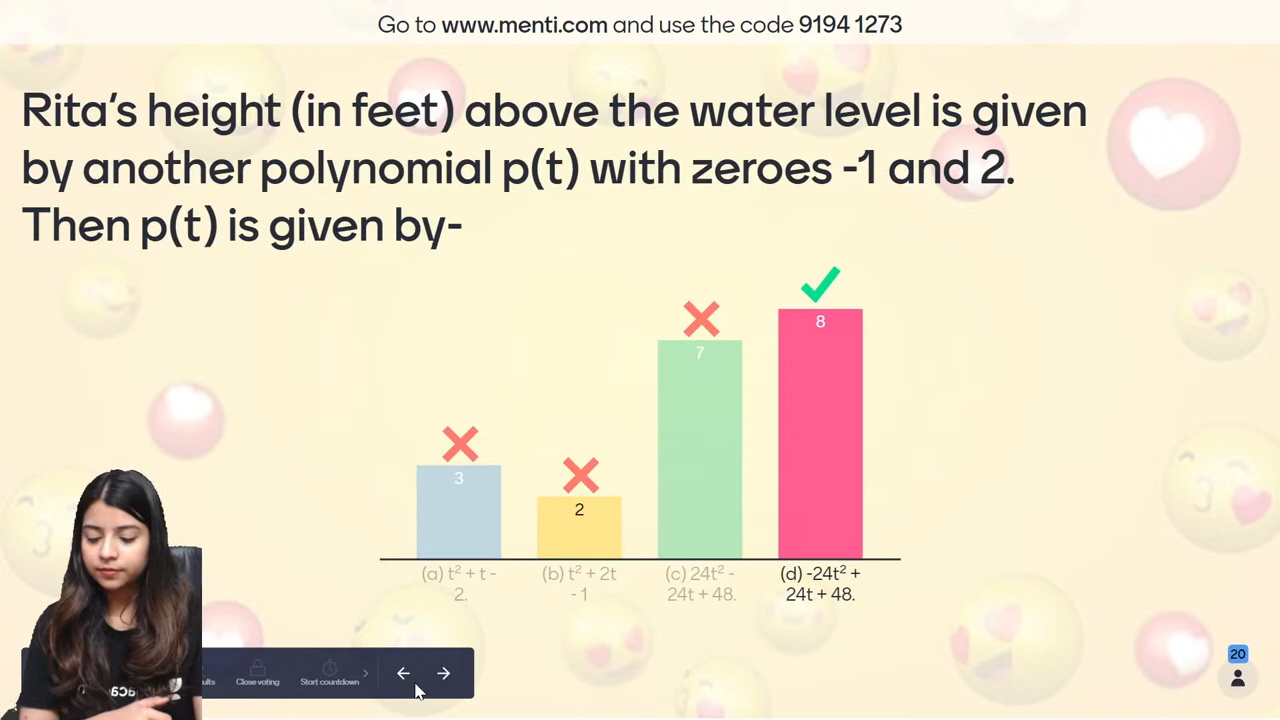 Go to www.menti.com and use the code 9194 1273
Rita's height (in feet) above the water level is given
by another polynomial p(t) with zeroes -1 and 2.
Then p(t) is given by-
3
2
7
8
(a) t² + t -
2.
(b) t² + 2t
- 1
(c) 24t² -
24t + 48.
(d) -24t² +
24t + 48.
Close voting
Start countdown
20